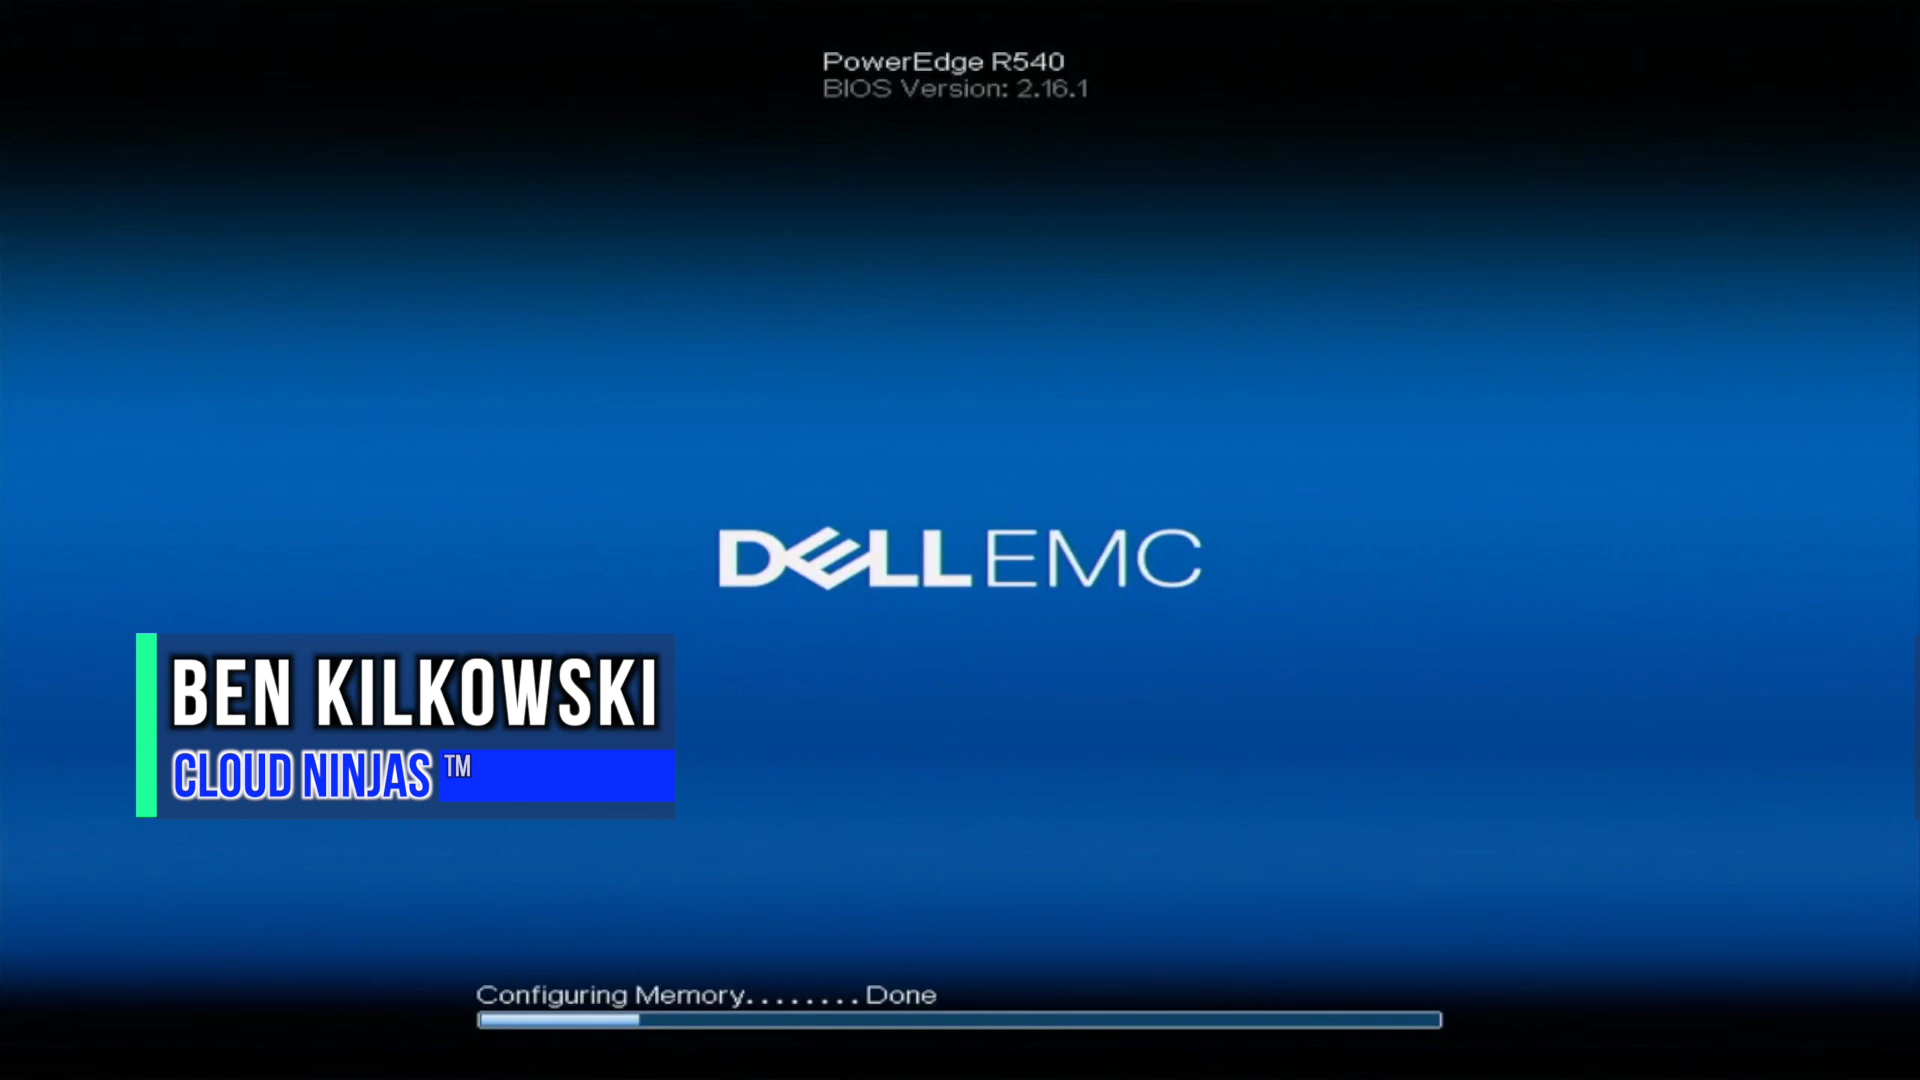 PowerEdge R540
BIOS Version: 2.16.1
DELLEMC
BEN KILKOWSKI
CLOUD NINJAS ™
Configuring Memory........Done